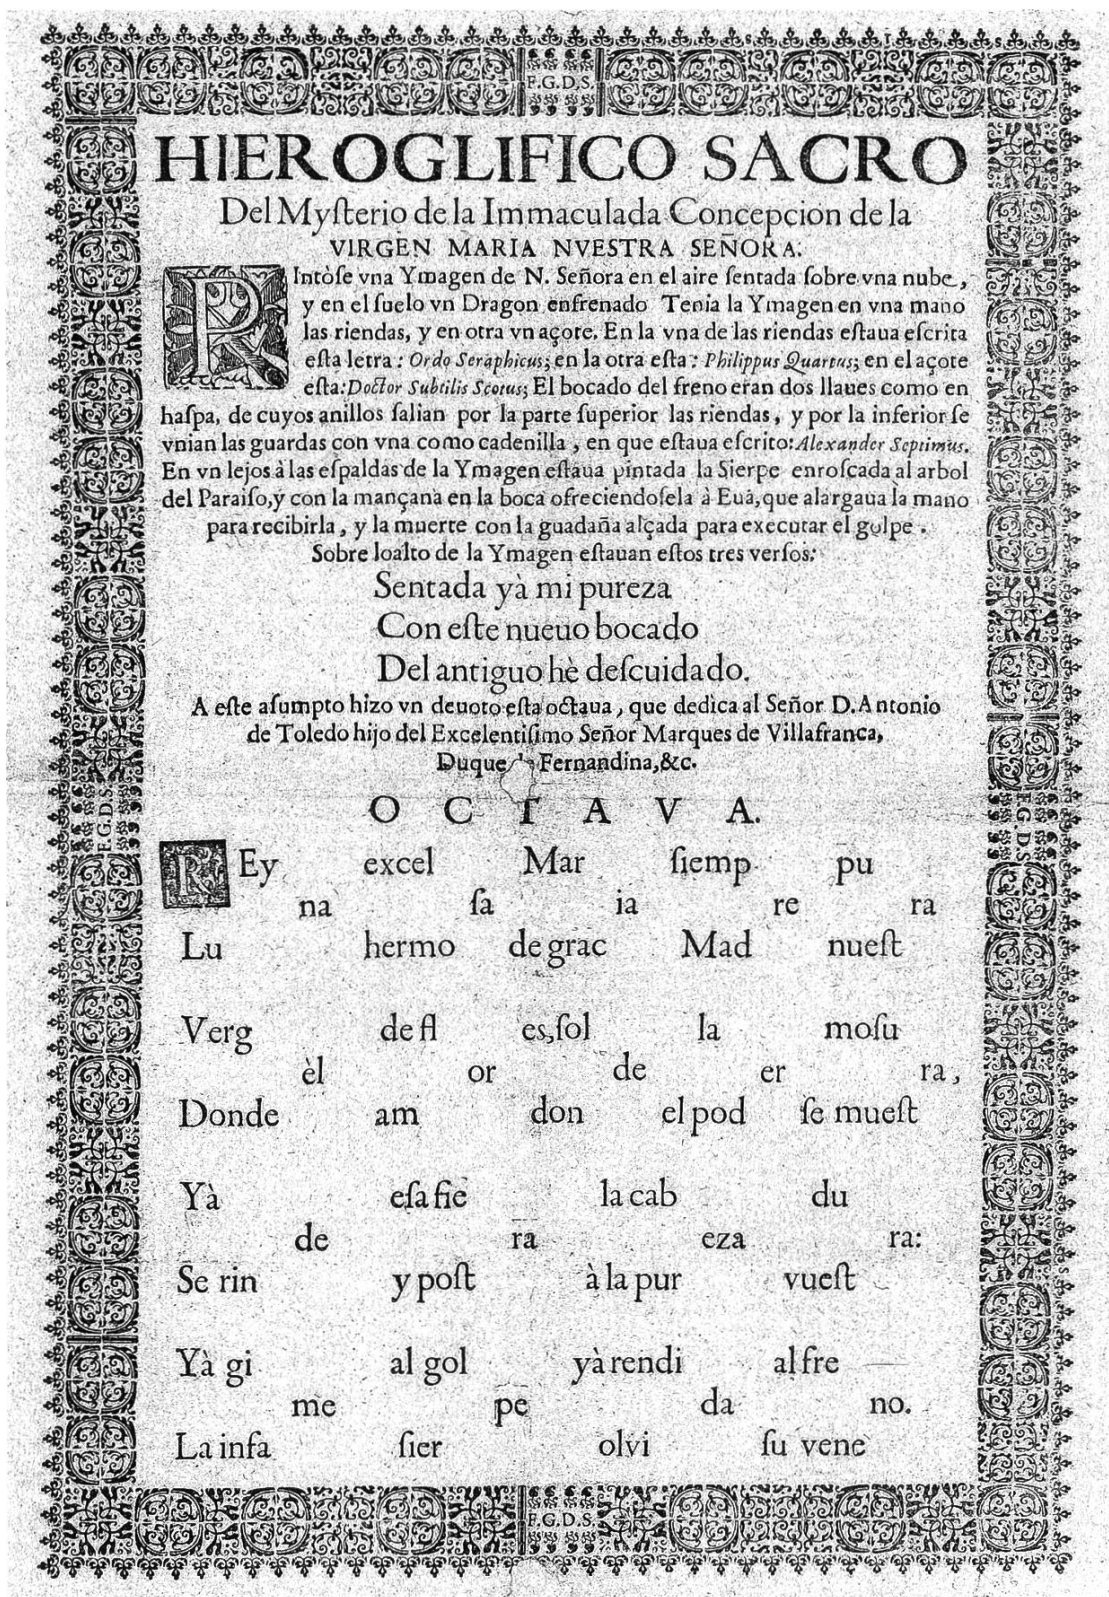 F.G.D.S.
HIEROGLIFICO SACRO
Del Myſterio de la Immaculada Concepcion de la
VIRGEN MARIA NVESTRA SEÑORA.
RIntòſe vna Ymagen de N. Señora en el aire ſentada ſobre vna nube,
y en el ſuelo vn Dragon enfrenado Tenia la Ymagen en vna mano
las riendas, y en otra vn açote. En la vna de las riendas eſtaua eſcrita
eſta letra: Ordo Seraphicus; en la otra eſta: Philippus Quartus; en el açote
eſta: Doctor Subtilis Scotus; El bocado del freno eran dos llaues como en
haſpa, de cuyos anillos ſalian por la parte ſuperior las riendas, y por la inferior ſe
vnian las guardas con vna como cadenilla, en que eſtaua eſcrito: Alexander Septimus.
En vn lejos à las eſpaldas de la Ymagen eſtaua pintada la Sierpe enroſcada al arbol
del Paraiſo, y con la mançana en la boca ofreciendoſela à Eua, que alargaua la mano
para recibirla, y la muerte con la guadaña alçada para executar el golpe.
Sobre loalto de la Ymagen eſtauan eſtos tres verſos:
Sentada yà mi pureza
Con eſte nueuo bocado
Del antiguo hè deſcuidado.
A eſte aſumpto hizo vn deuoto eſta octaua, que dedica al Señor D. Antonio
de Toledo hijo del Excelentiſimo Señor Marques de Villafranca,
Duque de Fernandina, &c.
OCTAVA.
REy excel Mar ſiemp pu
na ſa ia re ra
Lu hermo de grac Mad nueſt
Verg de fl es, ſol la moſu
èl or de er ra,
Donde am don el pod ſe mueſt
Yà eſa fie la cab du
de ra eza ra:
Se rin y poſt à la pur vueſt
Yà gi al gol yà rendi al fre
me pe da no.
La infa ſier olvi ſu vene
F.G.D.S.
F.G.D.S.
F.G.D.S.